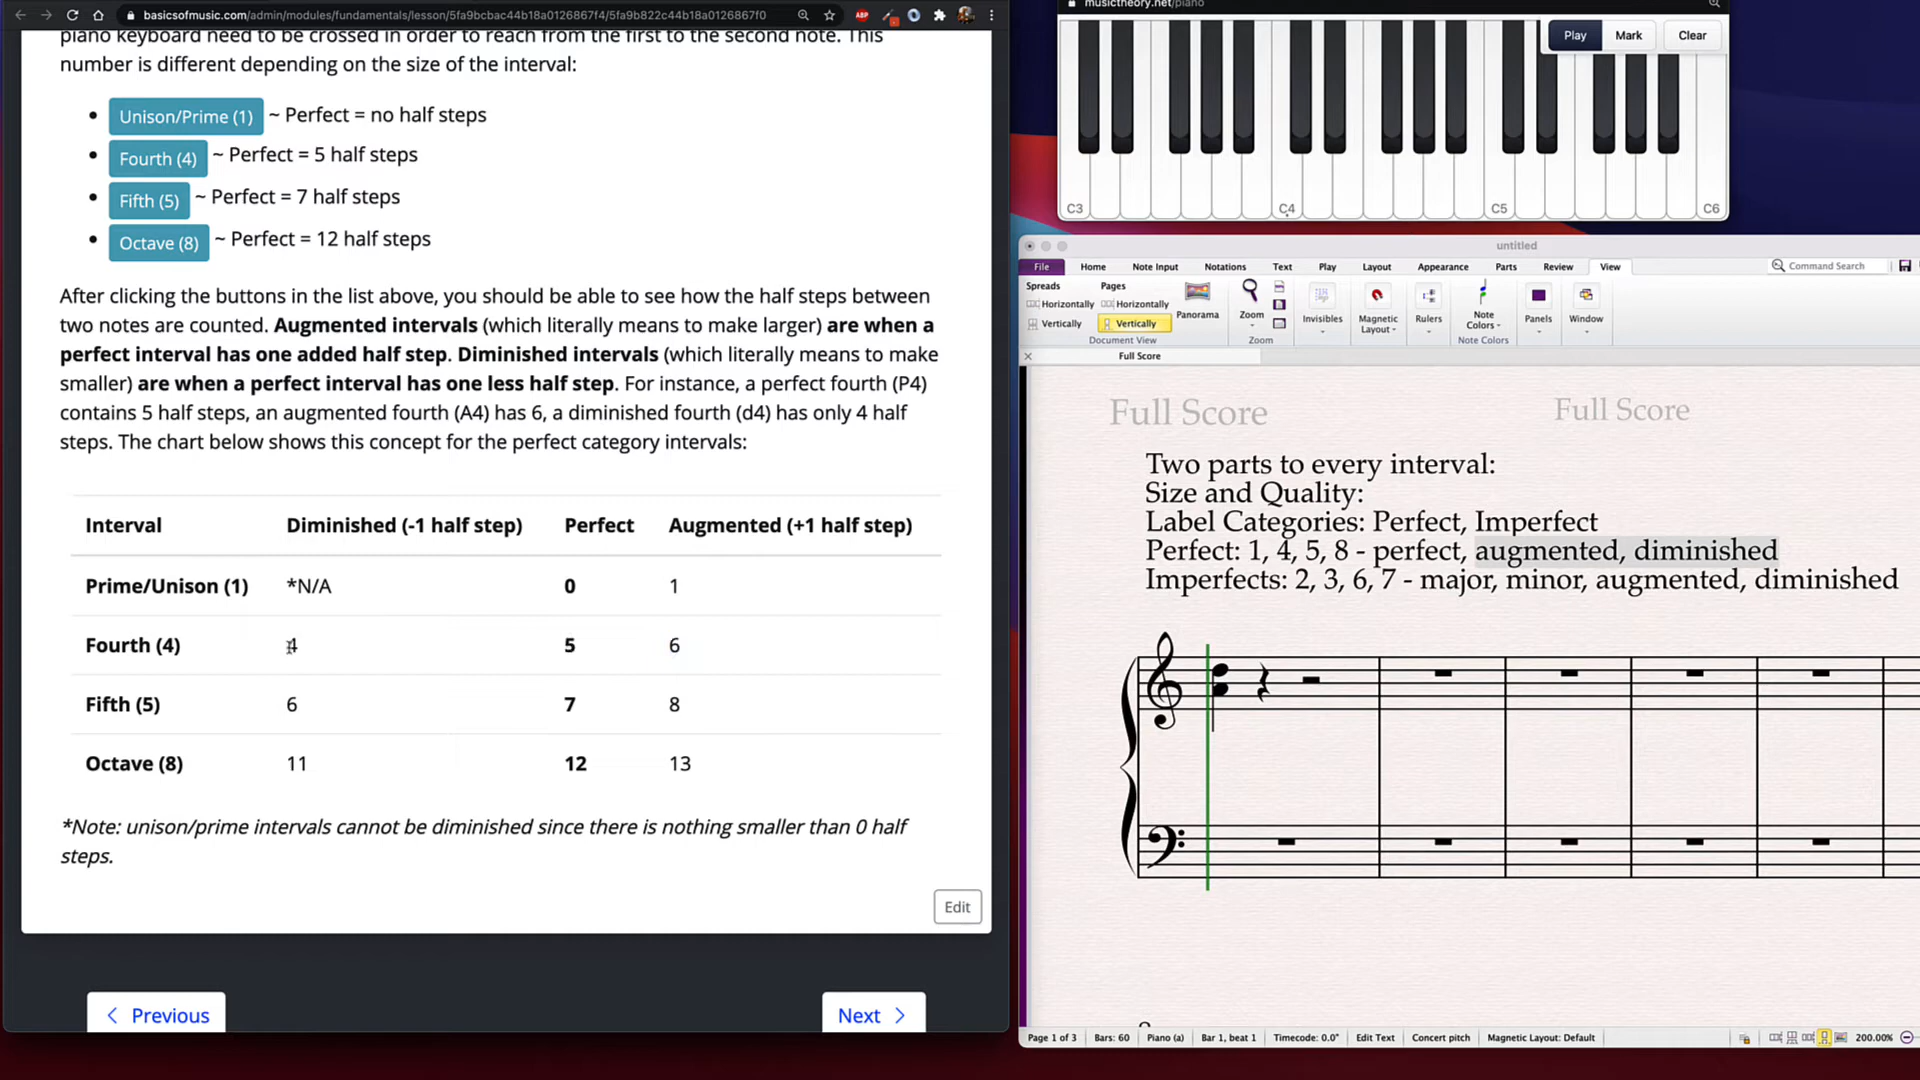 basicsofmusic.com/admin/modules/fundamentals/lesson/5fa9bcbac44b18a0126867f4/5fa9b822c44b18a0126867f0
ABP
piano keyboard need to be crossed in order to reach from the first to the second note. This
number is different depending on the size of the interval:
Unison/Prime (1) ~ Perfect = no half steps
Fourth (4) ~ Perfect = 5 half steps
Fifth (5) ~ Perfect = 7 half steps
Octave (8) ~ Perfect = 12 half steps
After clicking the buttons in the list above, you should be able to see how the half steps between
two notes are counted. Augmented intervals (which literally means to make larger) are when a
perfect interval has one added half step. Diminished intervals (which literally means to make
smaller) are when a perfect interval has one less half step. For instance, a perfect fourth (P4)
contains 5 half steps, an augmented fourth (A4) has 6, a diminished fourth (d4) has only 4 half
steps. The chart below shows this concept for the perfect category intervals:
Interval Diminished (-1 half step) Perfect Augmented (+1 half step)
Prime/Unison (1) *N/A 0 1
Fourth (4) 4 5 6
Fifth (5) 6 7 8
Octave (8) 11 12 13
*Note: unison/prime intervals cannot be diminished since there is nothing smaller than 0 half
steps.
Edit
Previous Next
musictheory.net/piano
Play Mark Clear
C3 C4 C5 C6
untitled
File Home Note Input Notations Text Play Layout Appearance Parts Review View Command Search
Spreads Pages
Horizontally Horizontally
Vertically Vertically
Document View
Panorama
Zoom
Zoom
Invisibles
Magnetic
Layout
Rulers
Note
Colors
Note Colors
Panels
Window
Full Score
Full Score Full Score
Two parts to every interval:
Size and Quality:
Label Categories: Perfect, Imperfect
Perfect: 1, 4, 5, 8 - perfect, augmented, diminished
Imperfects: 2, 3, 6, 7 - major, minor, augmented, diminished
Page 1 of 3 Bars: 60 Piano (a) Bar 1, beat 1 Timecode: 0.0" Edit Text Concert pitch Magnetic Layout: Default 200.00%